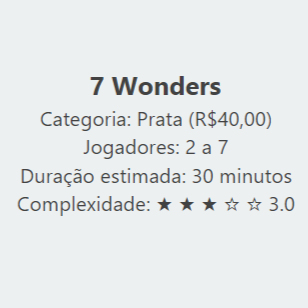 7 Wonders
Categoria: Prata (R$40,00)
Jogadores: 2 a 7
Duração estimada: 30 minutos
Complexidade: ★ ★ ★ ☆ ☆ 3.0